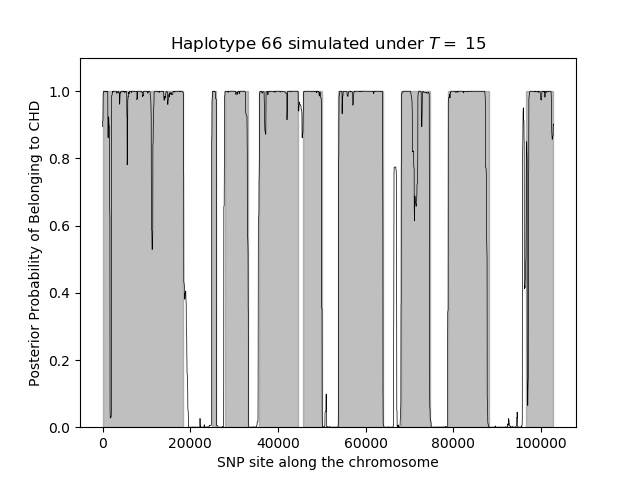 Haplotype 66 simulated under T = 15
Posterior Probability of Belonging to CHD
1.0
0.8
0.6
0.4
0.2
0.0
0 20000 40000 60000 80000 100000
SNP site along the chromosome